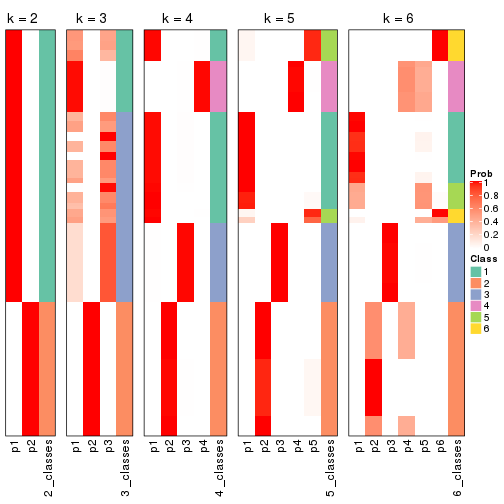 k = 2
k = 3
k = 4
k = 5
k = 6
p1
p2
2_classes
p1
p2
p3
3_classes
p1
p2
p3
p4
4_classes
p1
p2
p3
p4
p5
5_classes
p1
p2
p3
p4
p5
p6
6_classes
Prob
1
0.8
0.6
0.4
0.2
0
Class
1
2
3
4
5
6